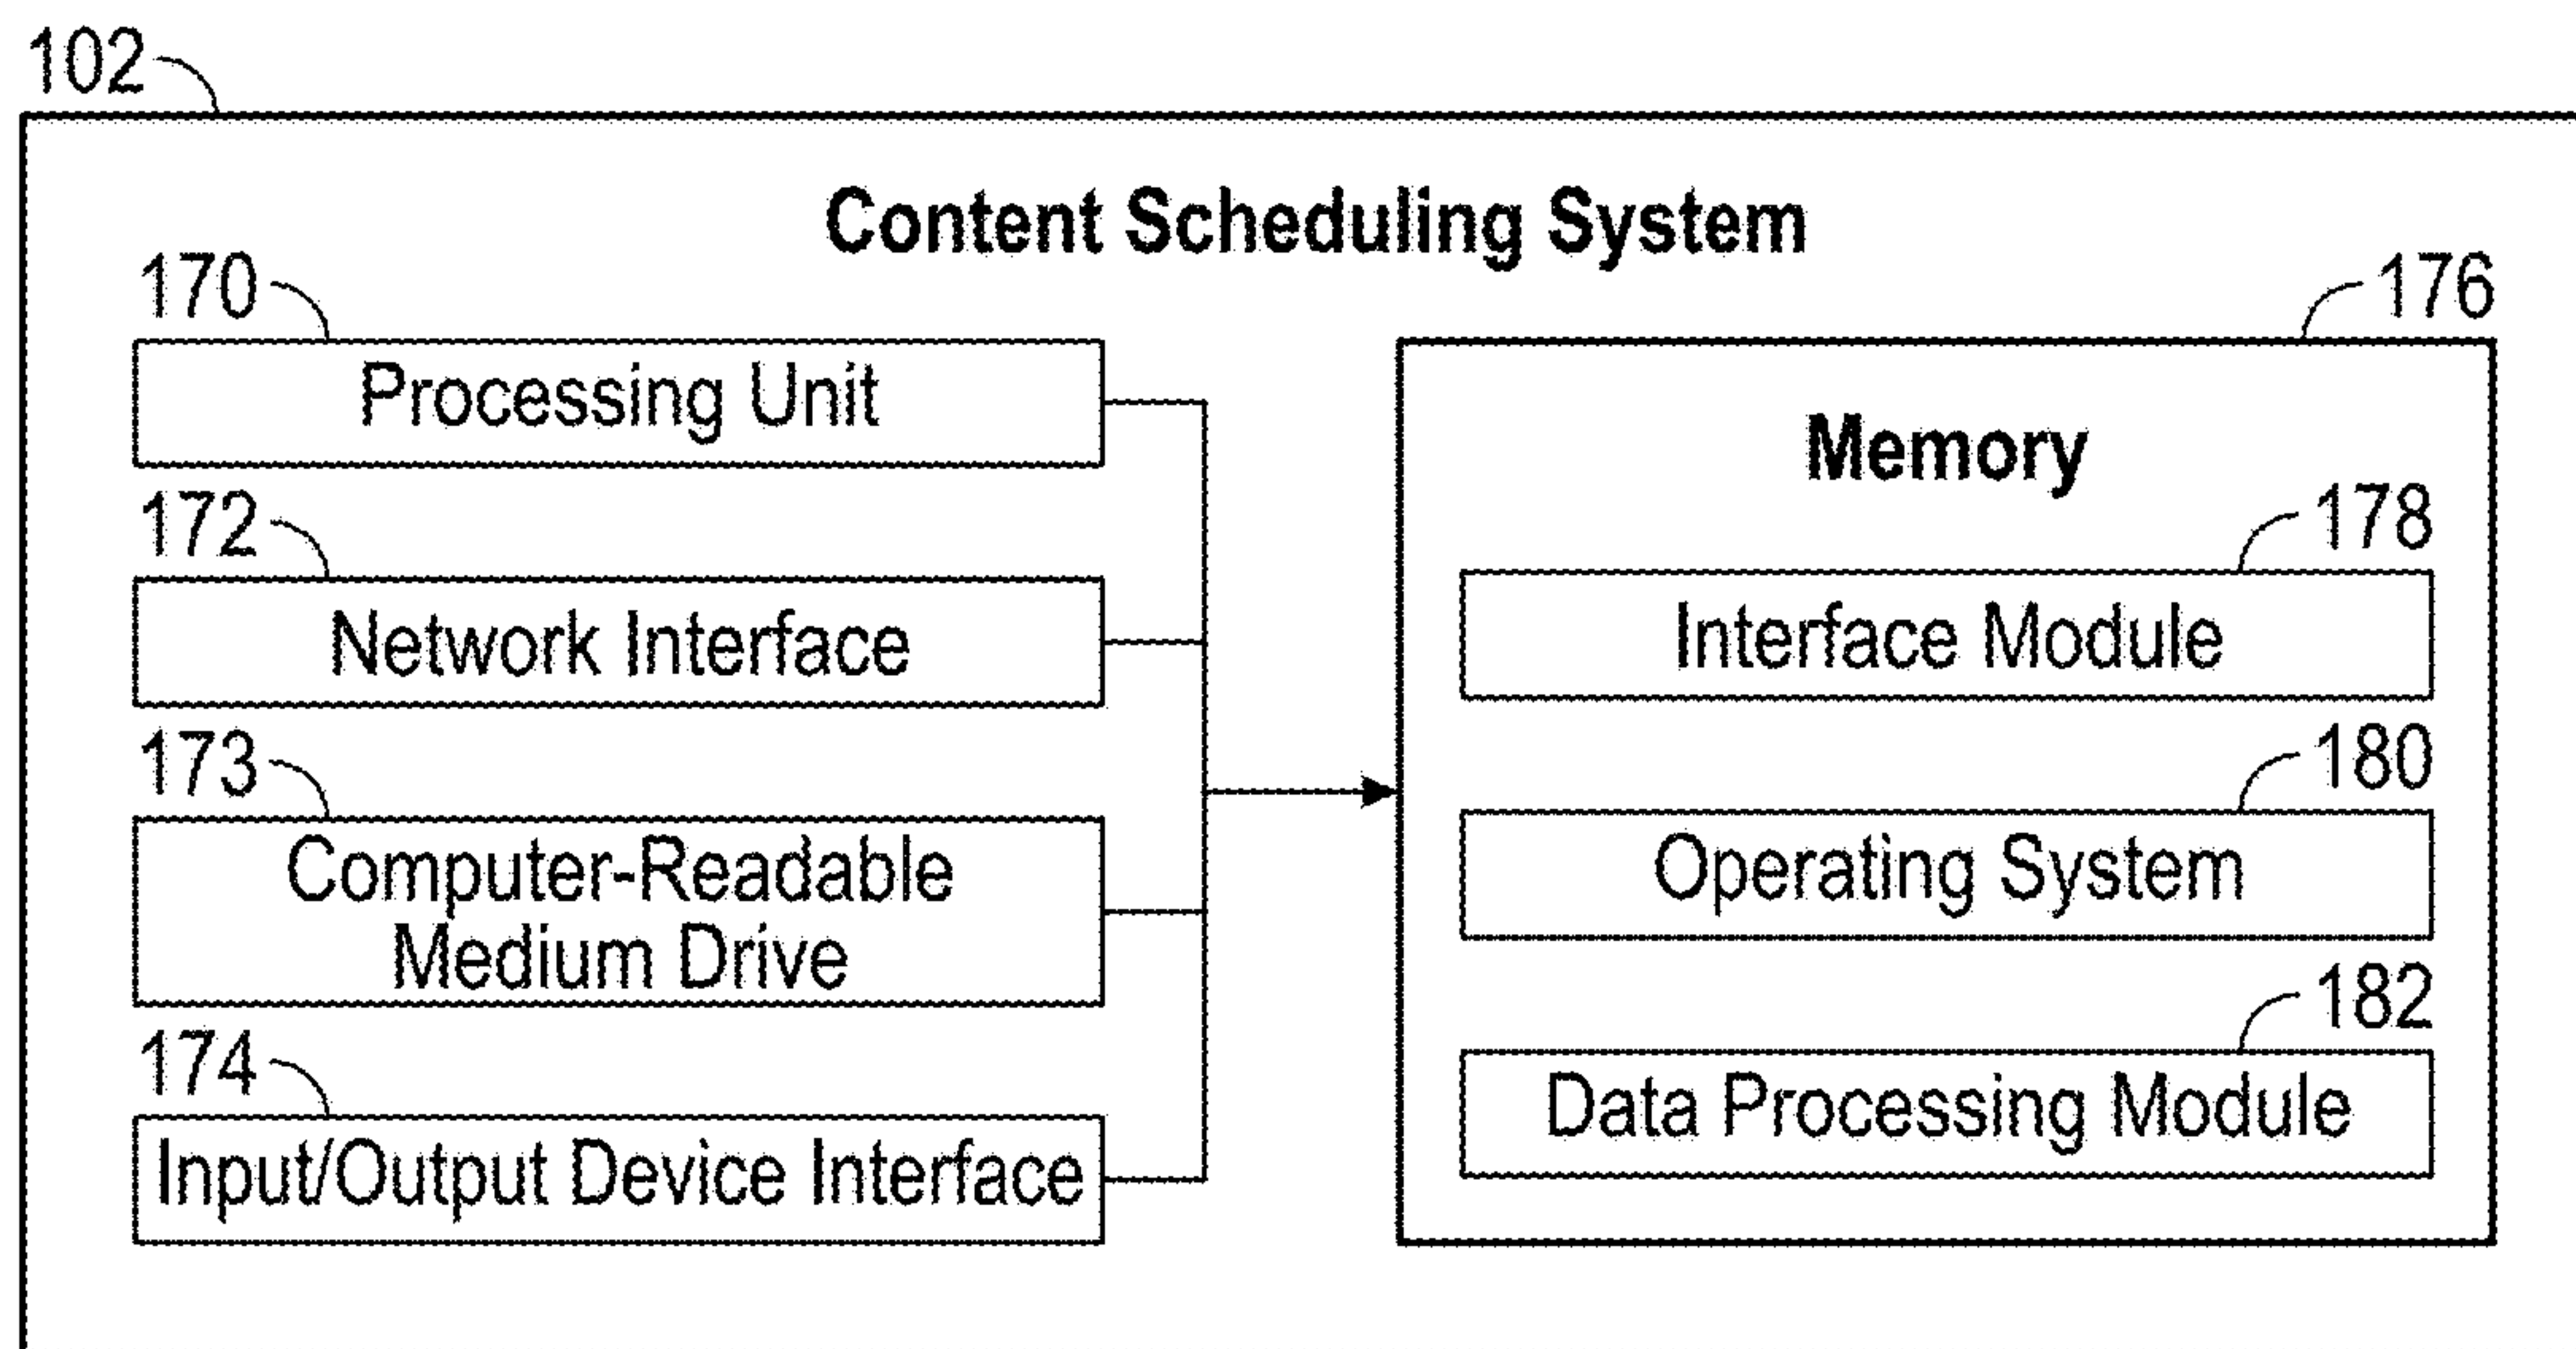 102
Content Scheduling System
170
Processing Unit
172
Network Interface
173
Computer-Readable
Medium Drive
174
Input/Output Device Interface
176
Memory
178
Interface Module
180
Operating System
182
Data Processing Module